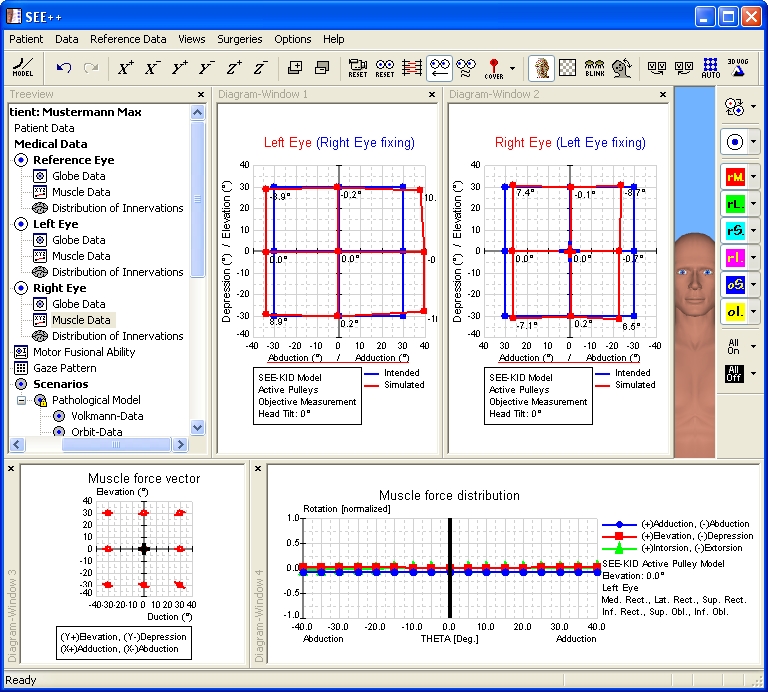 SEE++
Patient Data Reference Data Views Surgeries Options Help
MODEL X+ X- Y+ Y- Z+ Z- RESET RESET COVER BLINK AUTO 3D VOG
Treeview
tient: Mustermann Max
Patient Data
Medical Data
Reference Eye
Globe Data
Muscle Data
Distribution of Innervations
Left Eye
Globe Data
Muscle Data
Distribution of Innervations
Right Eye
Globe Data
Muscle Data
Distribution of Innervations
Motor Fusional Ability
Gaze Pattern
Scenarios
Pathological Model
Volkmann-Data
Orbit-Data
Diagram-Window 1
Left Eye (Right Eye fixing)
Depression (°) / Elevation (°)
40
30
20
10
0
-10
-20
-30
-40
-8.9° -0.2° 10.
0.0° 0.0° -0
8.9° 0.2° -10
-40 -30 -20 -10 0 10 20 30 40
Abduction (°) / Adduction (°)
SEE-KID Model
Active Pulleys
Objective Measurement
Head Tilt: 0°
Intended
Simulated
Diagram-Window 2
Right Eye (Left Eye fixing)
40
30
20
10
0
-10
-20
-30
-40
7.4° -0.1° -8.7°
0.0° 0.0° -0.7°
-7.1° 0.2° 6.5°
40 30 20 10 0 -10 -20 -30 -40
Abduction (°) / Adduction (°)
SEE-KID Model
Active Pulleys
Objective Measurement
Head Tilt: 0°
Intended
Simulated
rM.
rL.
rS.
rI.
oS.
oI.
All
On
All
Off
Diagram-Window 3
Muscle force vector
Elevation (°)
40
30
20
10
0
-10
-20
-30
-40
-40 -30 -20 -10 0 10 20 30 40
Duction (°)
(Y+)Elevation, (Y-)Depression
(X+)Adduction, (X-)Abduction
Diagram-Window 4
Muscle force distribution
Rotation [normalized]
1.0
0.5
0.0
-0.5
-1.0
-40.0 -30.0 -20.0 -10.0 0.0 10.0 20.0 30.0 40.0
Abduction THETA [Deg.] Adduction
(+)Adduction, (-)Abduction
(+)Elevation, (-)Depression
(+)Intorsion, (-)Extorsion
SEE-KID Active Pulley Model
Elevation: 0.0°
Left Eye
Med. Rect., Lat. Rect., Sup. Rect.
Inf. Rect., Sup. Obl., Inf. Obl.
Ready